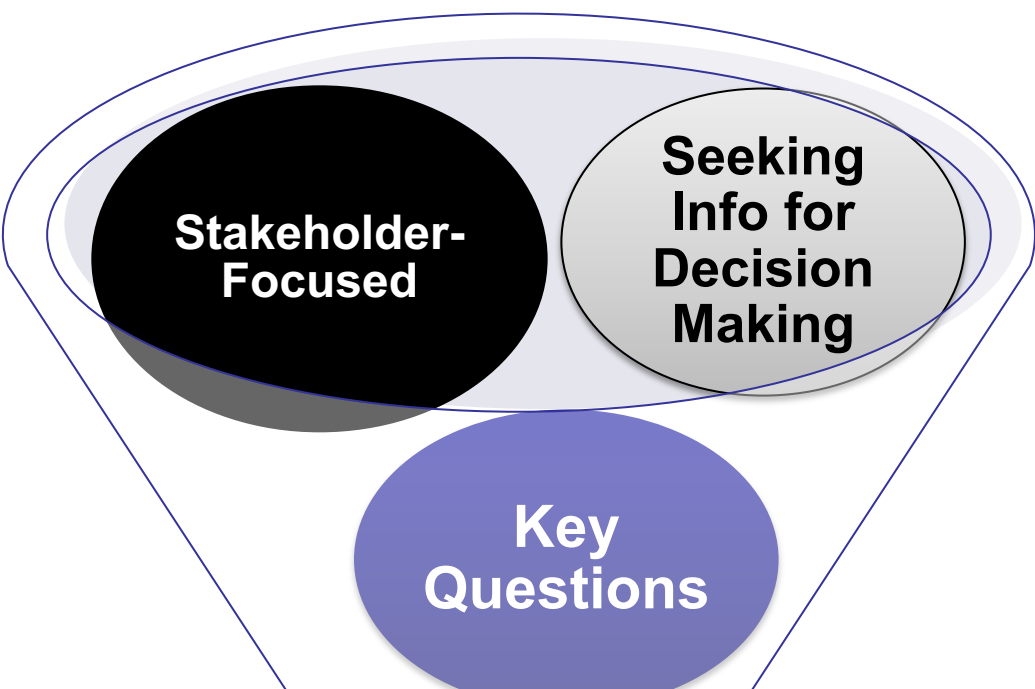 Stakeholder-
Focused
Seeking
Info for
Decision
Making
Key
Questions